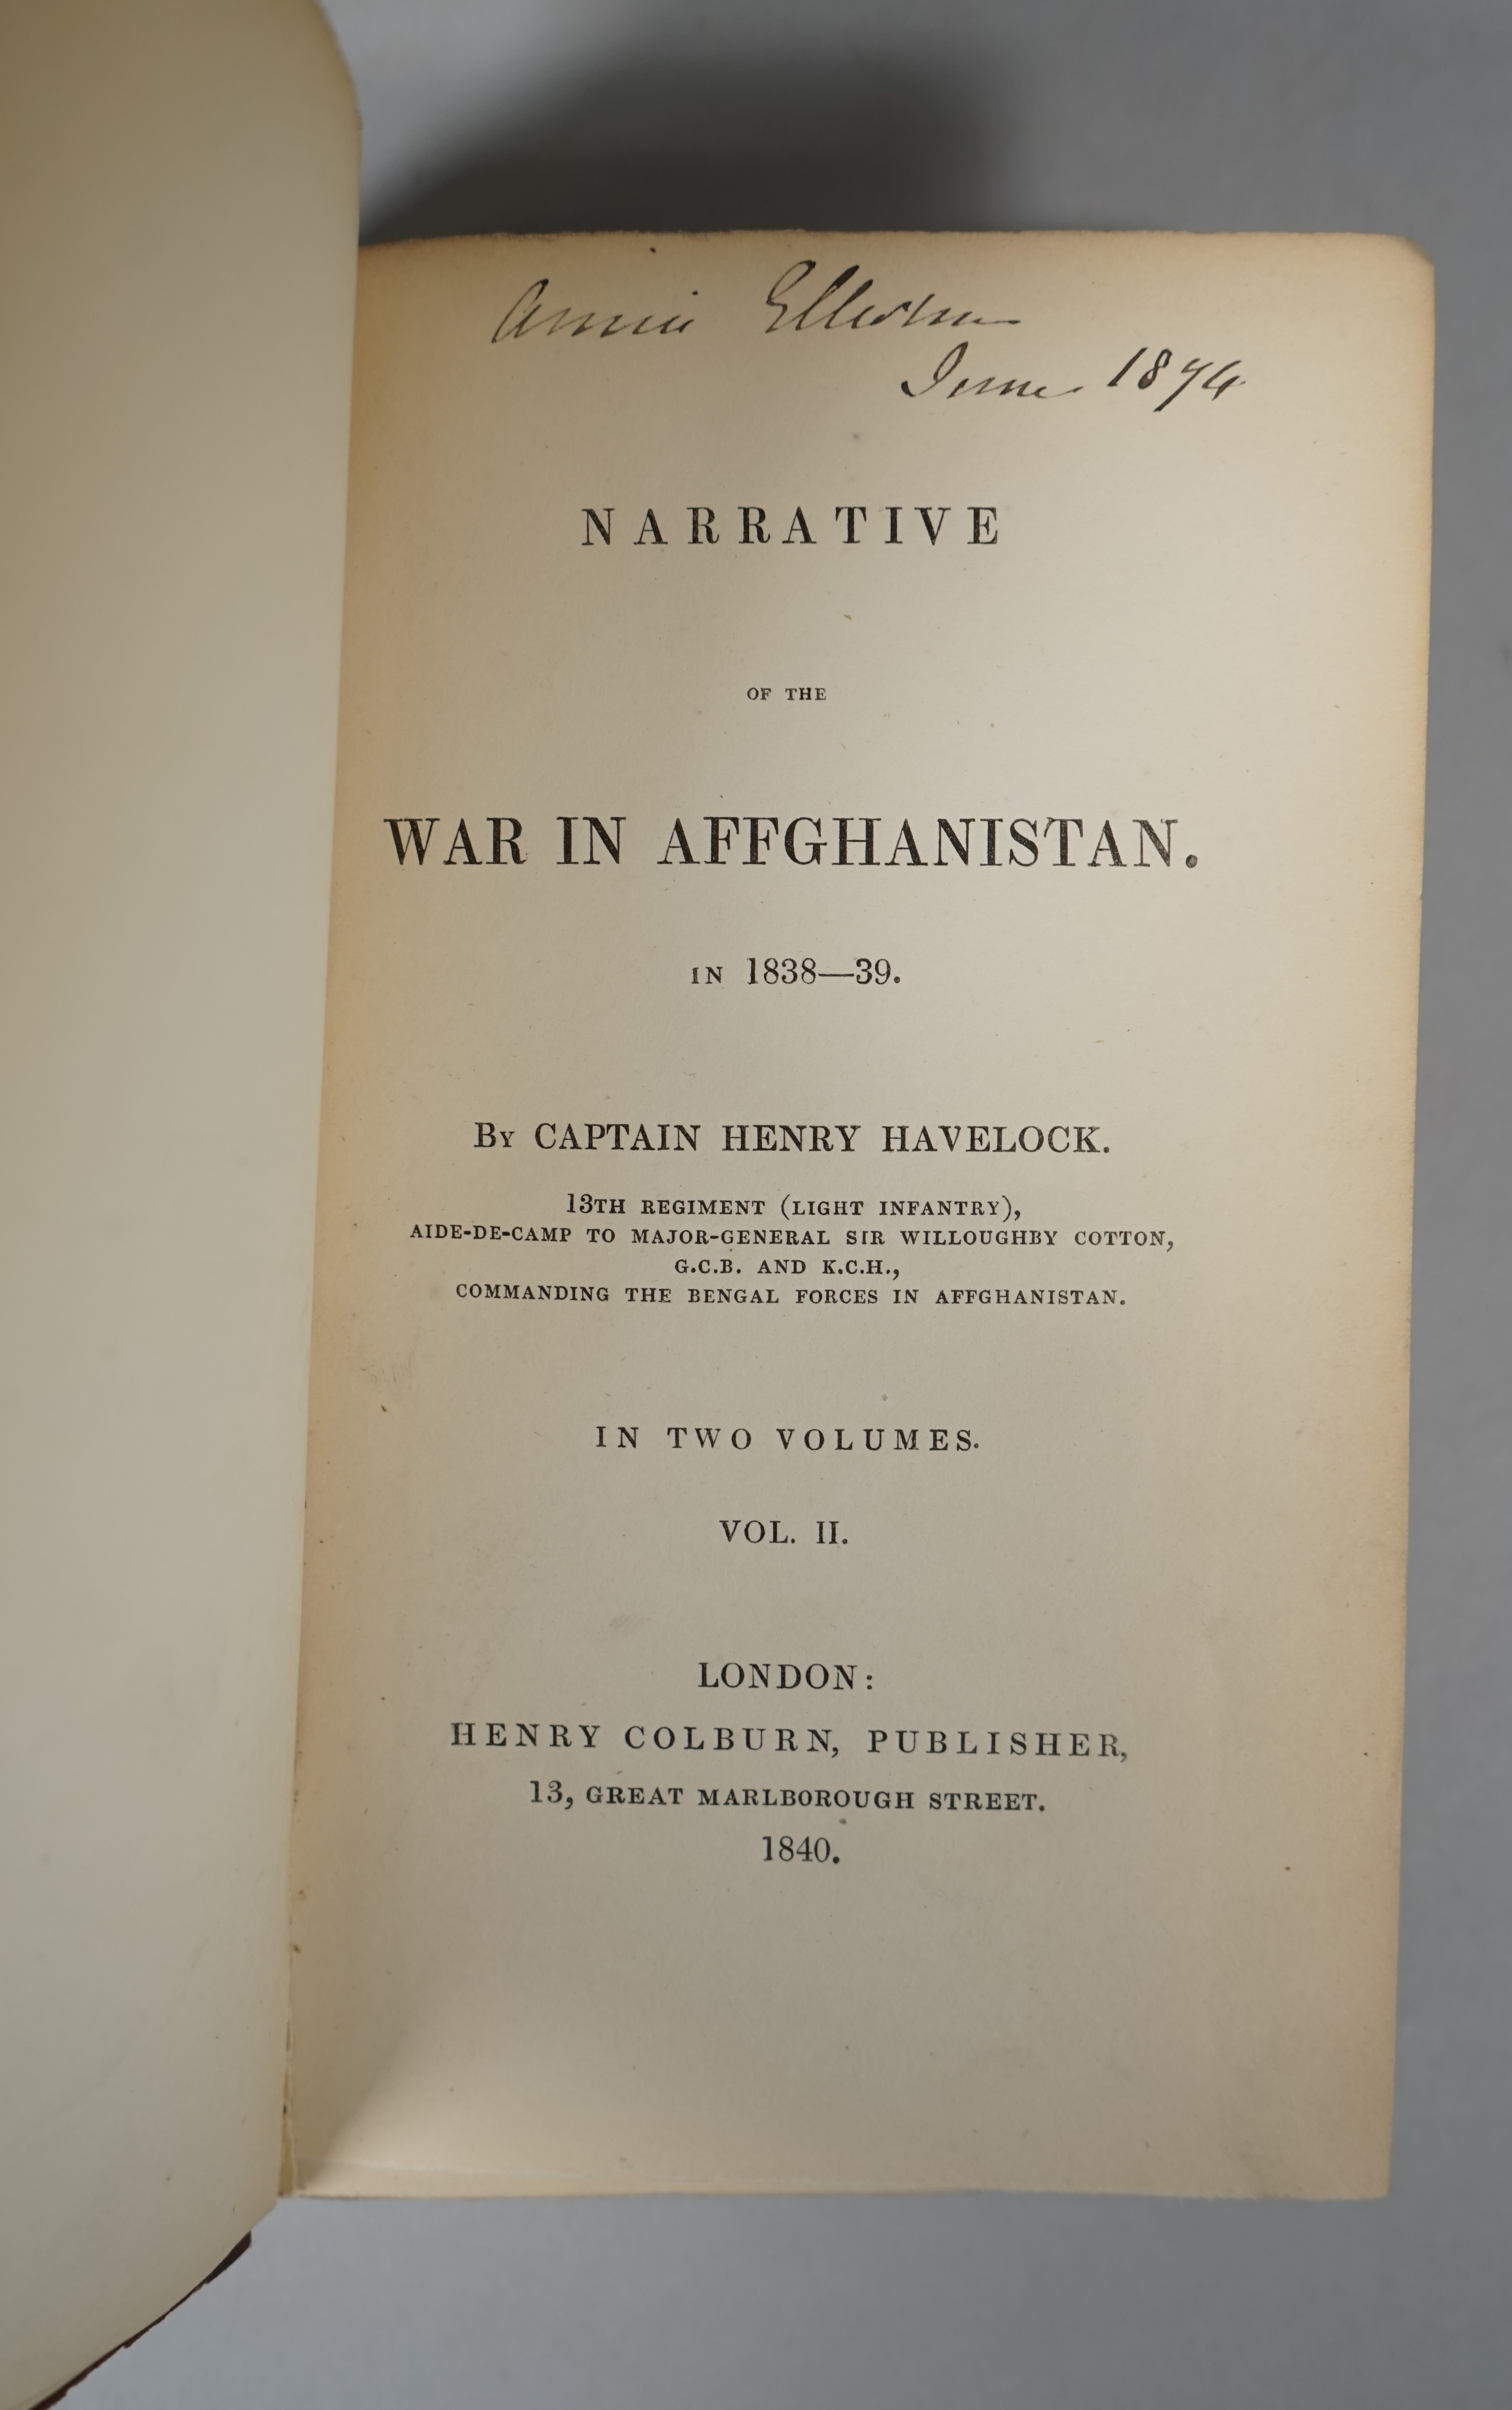 Annie
June 187
NARRATIVE
OF THE
WAR IN AFFGHANISTAN.
IN 1838—39.
BY CAPTAIN HENRY HAVELOCK.
13TH REGIMENT (LIGHT INFANTRY),
AIDE-DE-CAMP TO MAJOR-GENERAL SIR WILLOUGHBY COTTON,
G.C.B. AND K.C.H.,
COMMANDING THE BENGAL FORCES IN AFFGHANISTAN.
IN TWO VOLUMES.
VOL. II.
LONDON:
HENRY COLBURN, PUBLISHER,
13, GREAT MARLBOROUGH STREET.
1840.